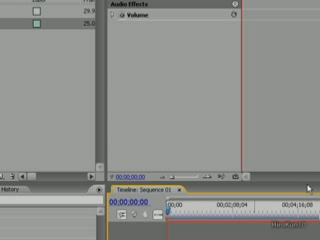 Audio Effects
29.9
Volume
25.0
00;00;00;00
History
Timeline: Sequence 01
00;00;00;00
00;00
00;02;08;04
00;04;16;08